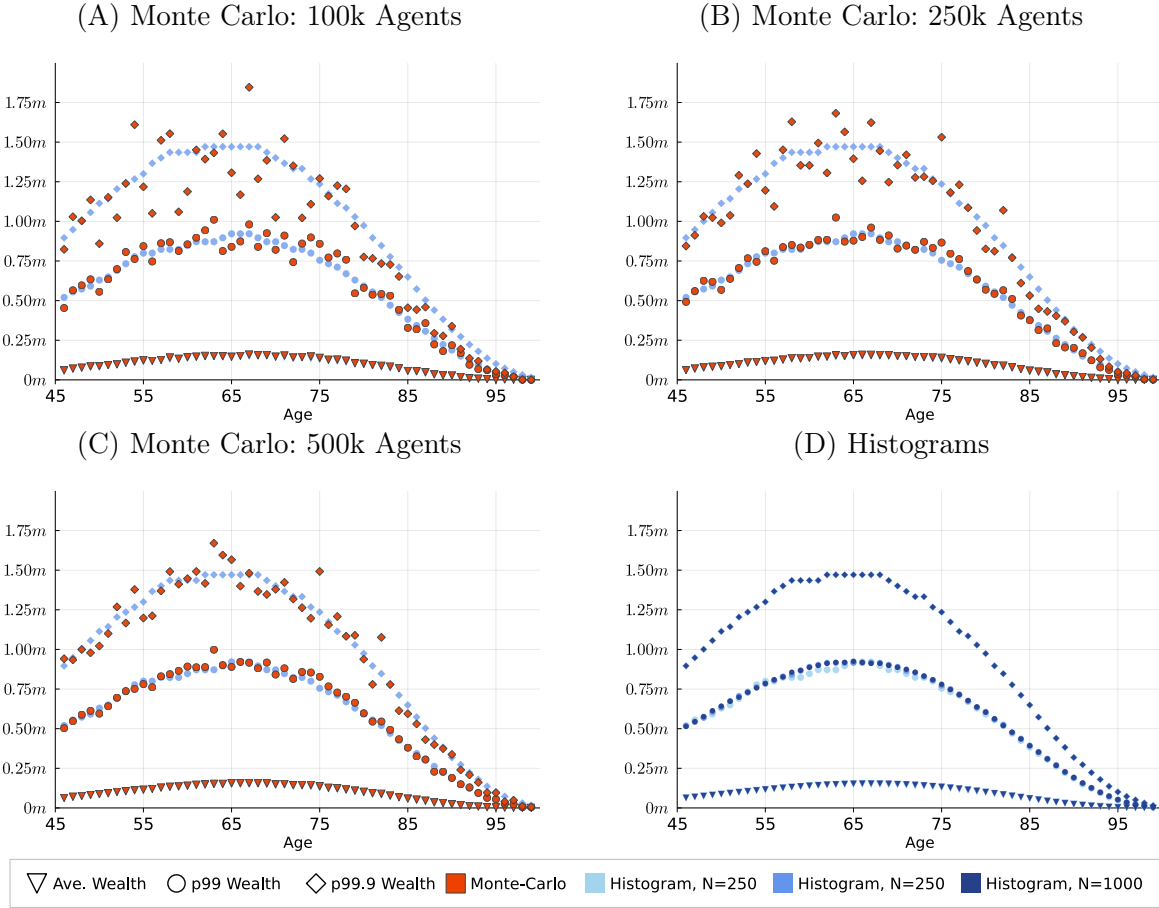 (A) Monte Carlo: 100k Agents
1.75m
1.50m
1.25m
1.00m
0.75m
0.50m
0.25m
0m
45 55 65 75 85 95
Age
(B) Monte Carlo: 250k Agents
1.75m
1.50m
1.25m
1.00m
0.75m
0.50m
0.25m
0m
45 55 65 75 85 95
Age
(C) Monte Carlo: 500k Agents
1.75m
1.50m
1.25m
1.00m
0.75m
0.50m
0.25m
0m
45 55 65 75 85 95
Age
(D) Histograms
1.75m
1.50m
1.25m
1.00m
0.75m
0.50m
0.25m
0m
45 55 65 75 85 95
Age
Ave. Wealth p99 Wealth p99.9 Wealth Monte-Carlo Histogram, N=250 Histogram, N=250 Histogram, N=1000